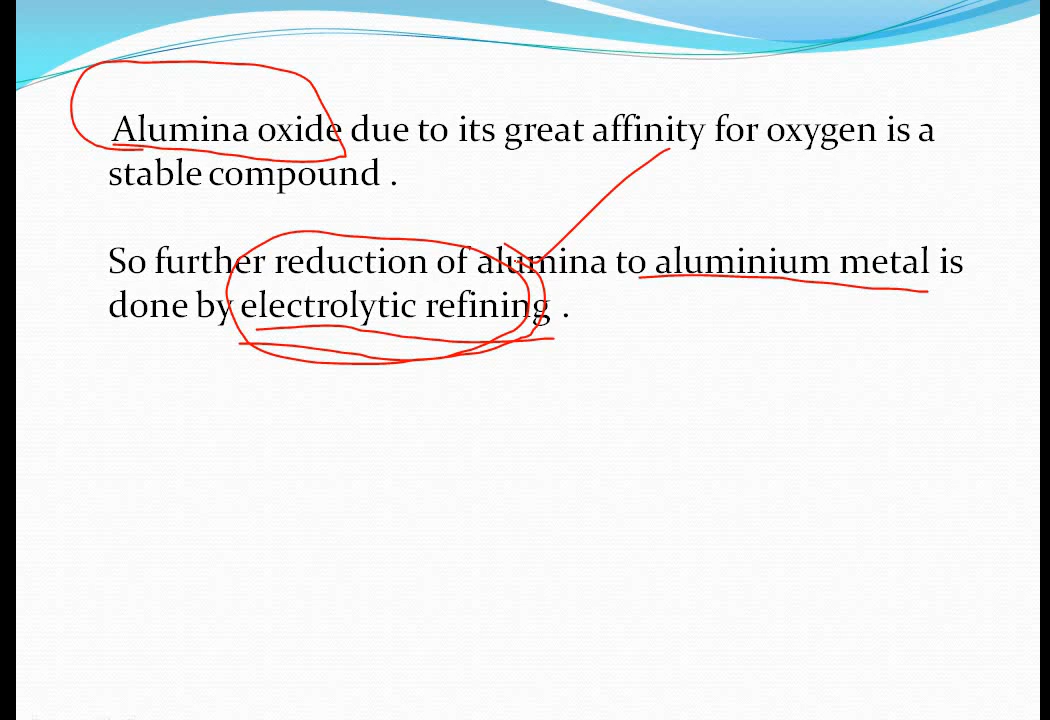 Alumina oxide due to its great affinity for oxygen is a
stable compound .
So further reduction of alumina to aluminium metal is
done by electrolytic refining .